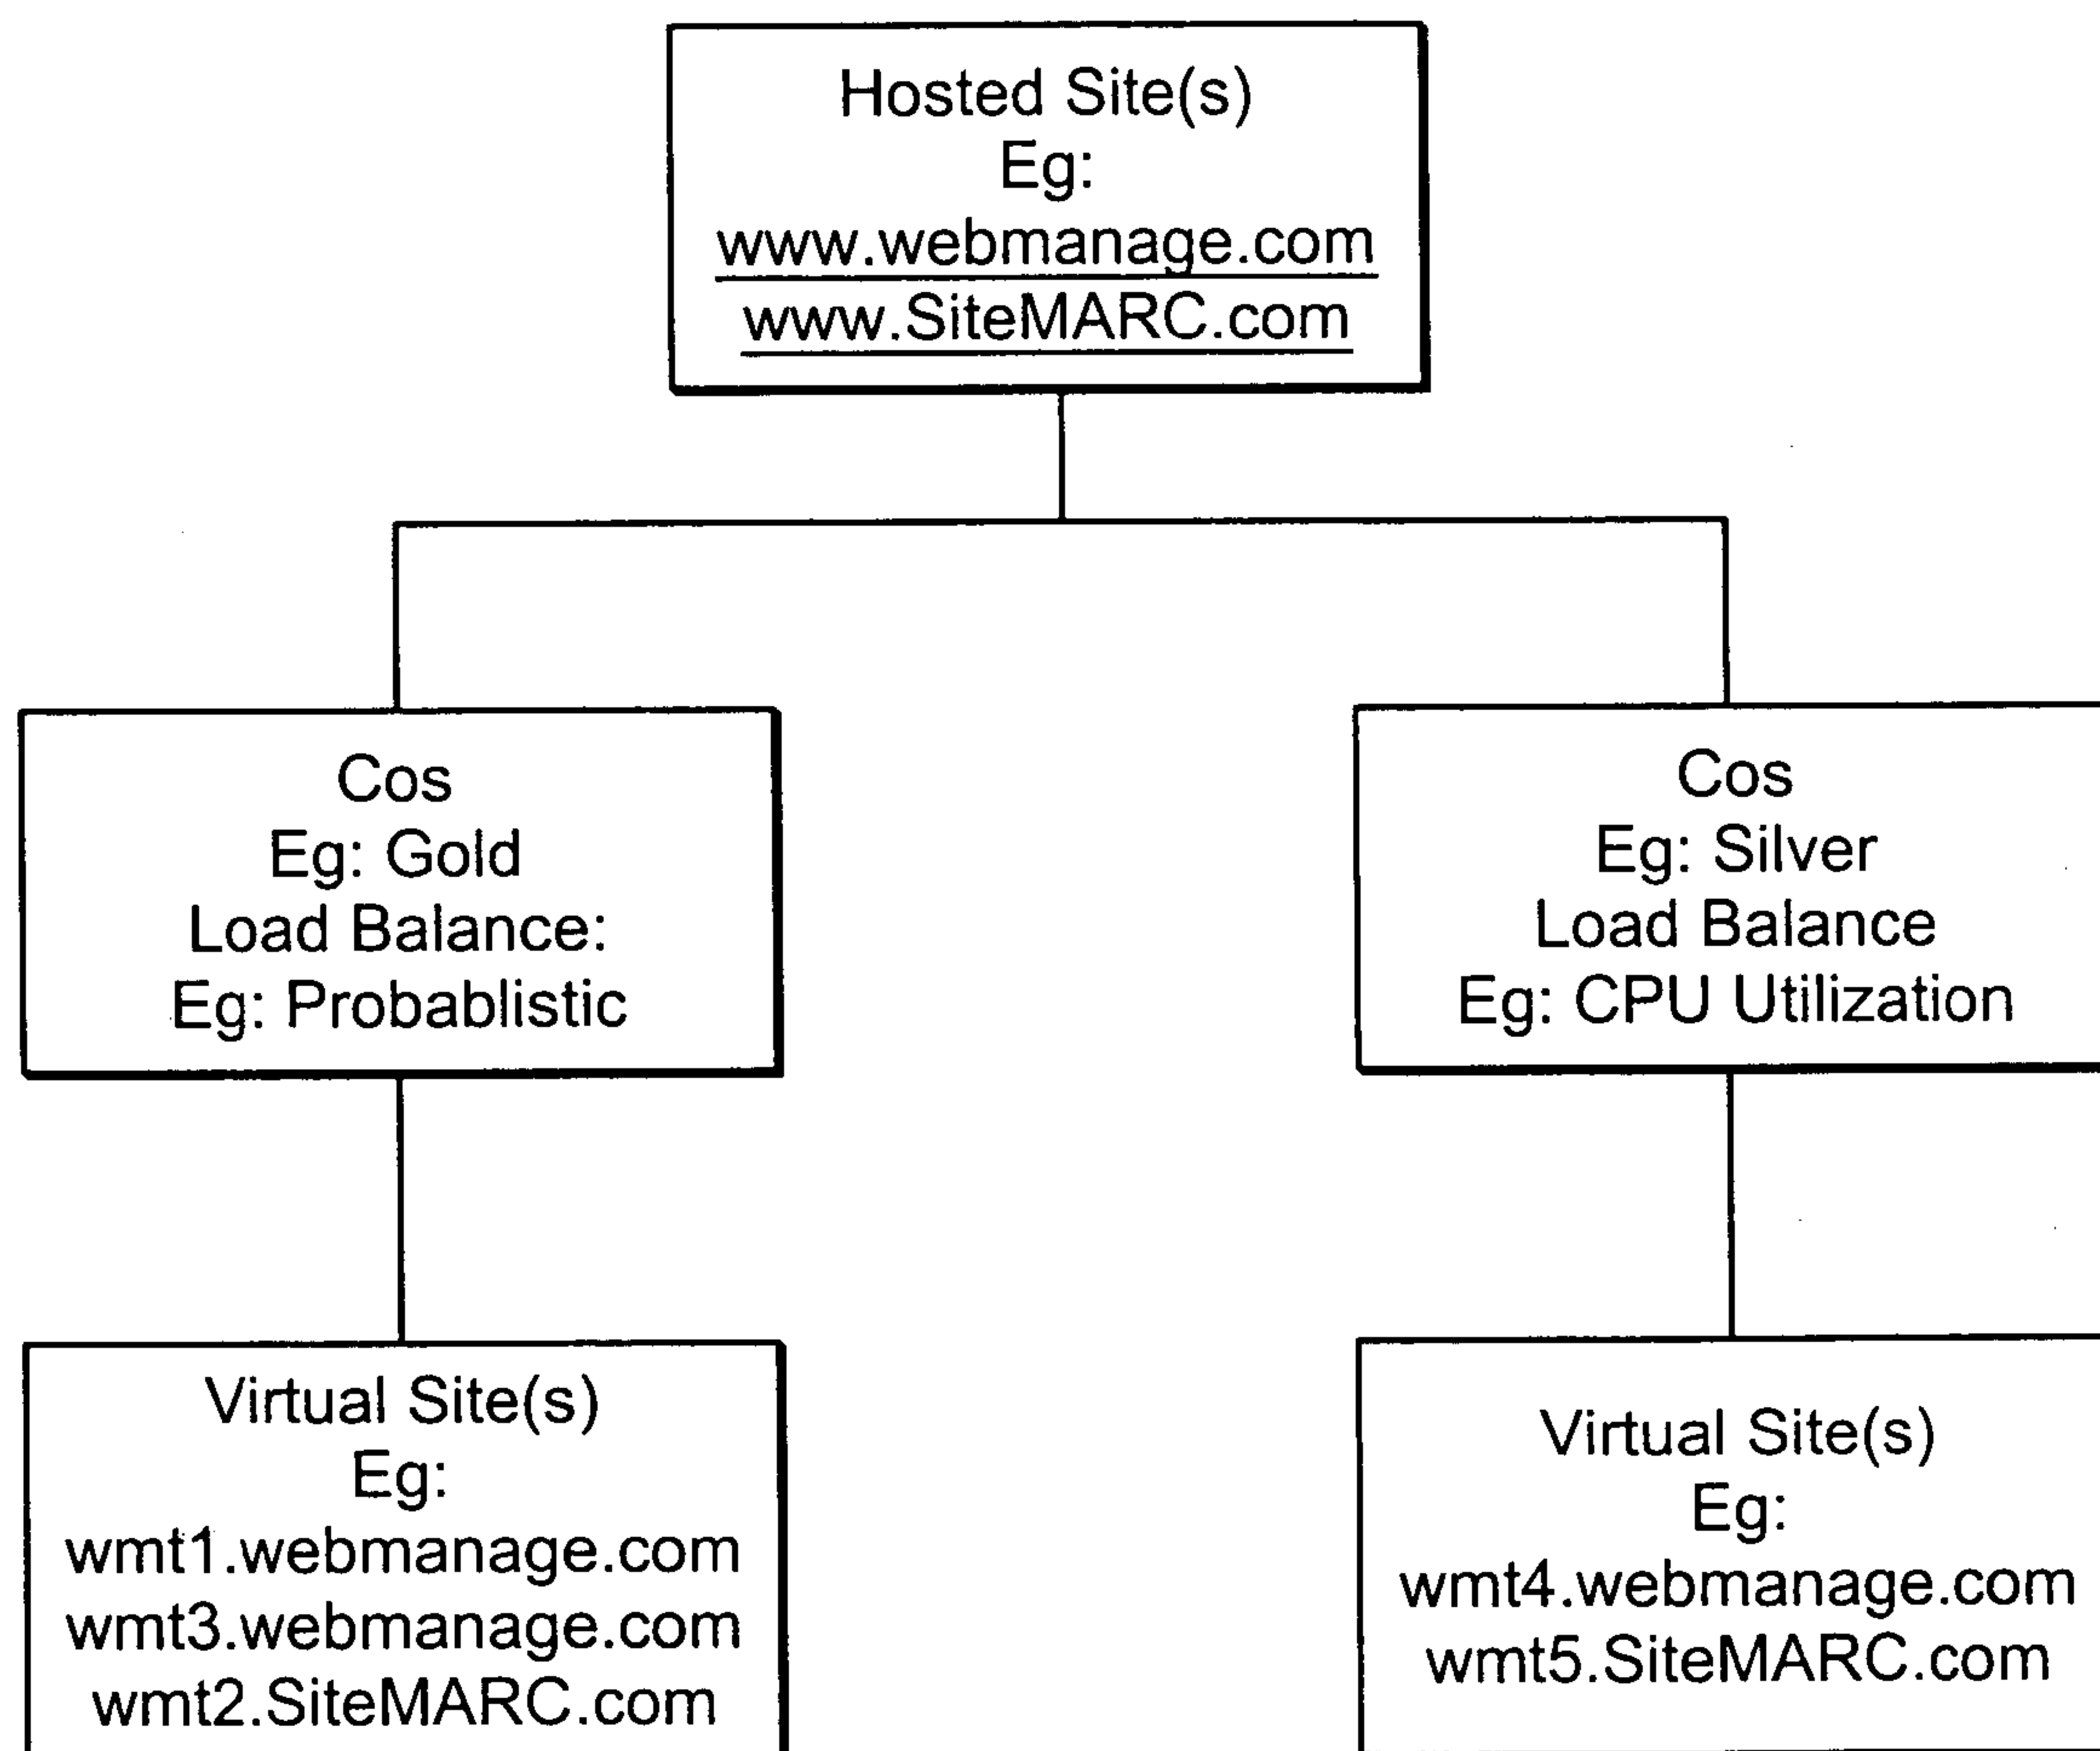 Hosted Site(s)
Eg:
www.webmanage.com
www.SiteMARC.com
Cos
Eg: Gold
Load Balance:
Eg: Probablistic
Cos
Eg: Silver
Load Balance
Eg: CPU Utilization
Virtual Site(s)
Eg:
wmt1.webmanage.com
wmt3.webmanage.com
wmt2.SiteMARC.com
Virtual Site(s)
Eg:
wmt4.webmanage.com
wmt5.SiteMARC.com